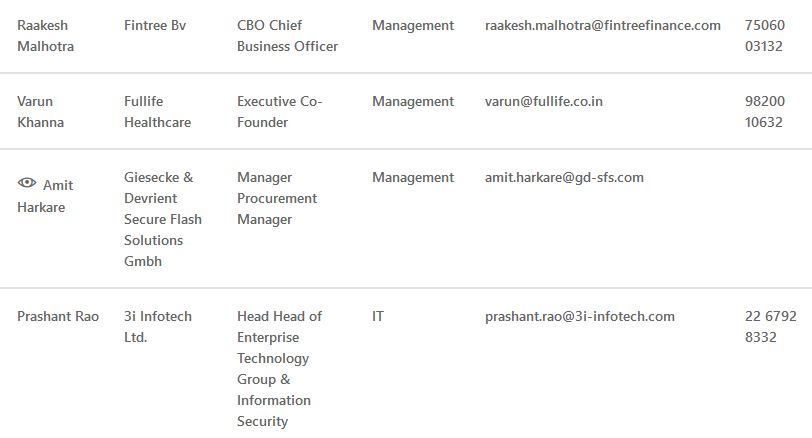 Raakesh Malhotra Fintree Bv CBO Chief Business Officer Management raakesh.malhotra@fintreefinance.com 75060 03132
Varun Khanna Fullife Healthcare Executive Co-Founder Management varun@fullife.co.in 98200 10632
Amit Harkare Giesecke & Devrient Secure Flash Solutions Gmbh Manager Procurement Manager Management amit.harkare@gd-sfs.com
Prashant Rao 3i Infotech Ltd. Head Head of Enterprise Technology Group & Information Security IT prashant.rao@3i-infotech.com 22 6792 8332